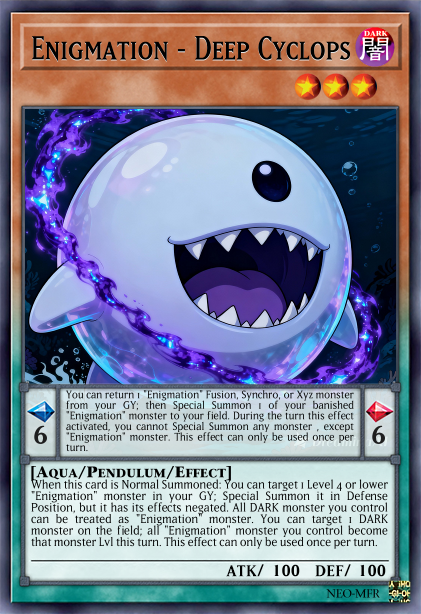 Enigmation - Deep Cyclops
DARK
闇
You can return 1 "Enigmation" Fusion, Synchro, or Xyz monster
from your GY; then Special Summon 1 of your banished
"Enigmation" monster to your field. During the turn this effect
activated, you cannot Special Summon any monster , except
"Enigmation" monster. This effect can only be used once per
turn.
6
6
[Aqua/Pendulum/Effect]
When this card is Normal Summoned: You can target 1 Level 4 or lower
"Enigmation" monster in your GY; Special Summon it in Defense
Position, but it has its effects negated. All DARK monster you control
can be treated as "Enigmation" monster. You can target 1 DARK
monster on the field; all "Enigmation" monster you control become
that monster Lvl this turn. This effect can only be used once per turn.
ATK/ 100 DEF/ 100
NEO-MFR